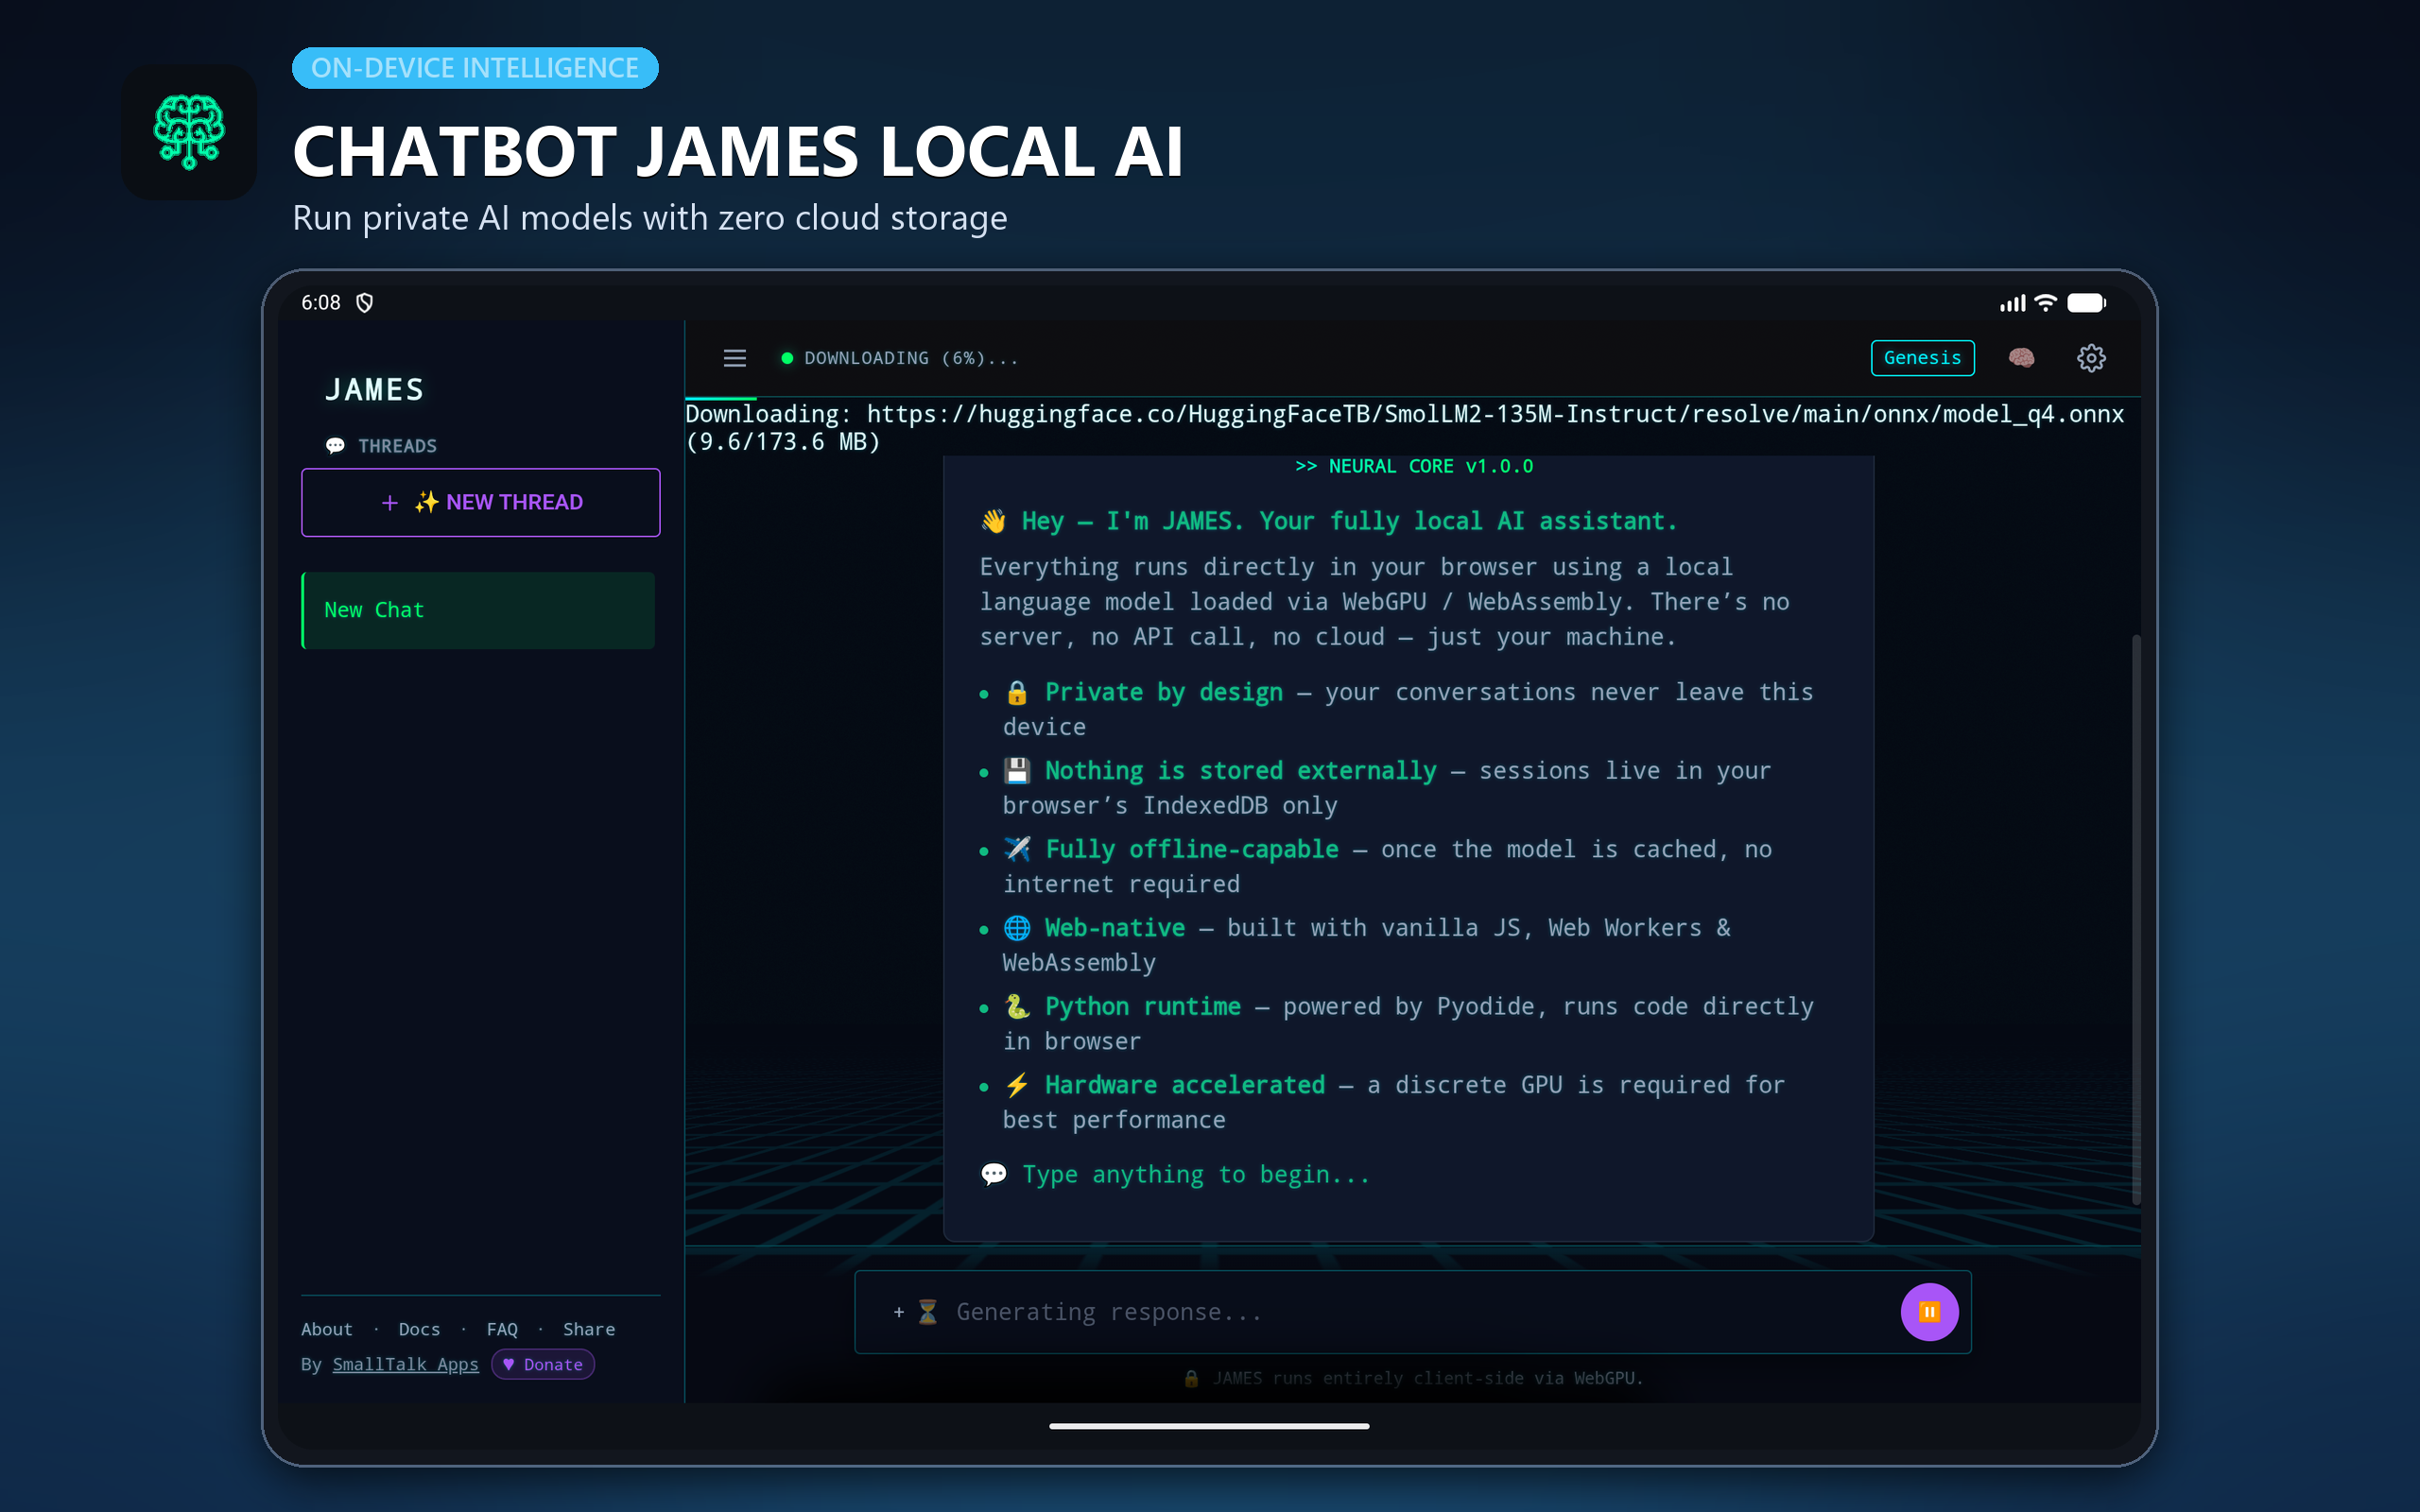 ON-DEVICE INTELLIGENCE
CHATBOT JAMES LOCAL AI
Run private AI models with zero cloud storage
6:08
JAMES
💬 THREADS
+ ✨ NEW THREAD
New Chat
About · Docs · FAQ · Share
By SmallTalk Apps ♥ Donate
DOWNLOADING (6%)...
Genesis
Downloading: https://huggingface.co/HuggingFaceTB/SmolLM2-135M-Instruct/resolve/main/onnx/model_q4.onnx
(9.6/173.6 MB)
>> NEURAL CORE v1.0.0
👋 Hey — I'm JAMES. Your fully local AI assistant.
Everything runs directly in your browser using a local
language model loaded via WebGPU / WebAssembly. There’s no
server, no API call, no cloud — just your machine.
• 🔒 Private by design — your conversations never leave this
device
• 💾 Nothing is stored externally — sessions live in your
browser’s IndexedDB only
• ✈️ Fully offline-capable — once the model is cached, no
internet required
• 🌐 Web-native — built with vanilla JS, Web Workers &
WebAssembly
• 🐍 Python runtime — powered by Pyodide, runs code directly
in browser
• ⚡ Hardware accelerated — a discrete GPU is required for
best performance
💬 Type anything to begin...
+ ⏳ Generating response...
🔒 JAMES runs entirely client-side via WebGPU.